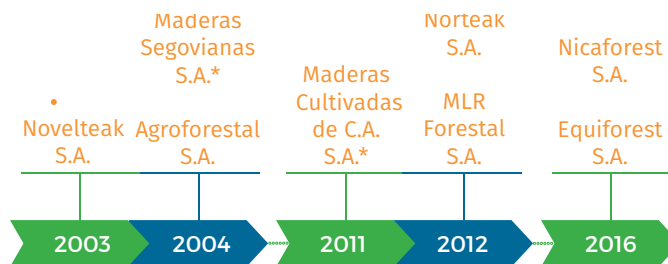 •
Novelteak
S.A.
Maderas
Segovianas
S.A.*
Agroforestal
S.A.
Maderas
Cultivadas
de C.A.
S.A.*
Norteak
S.A.
MLR
Forestal
S.A.
Nicaforest
S.A.
Equiforest
S.A.
2003
2004
2011
2012
2016